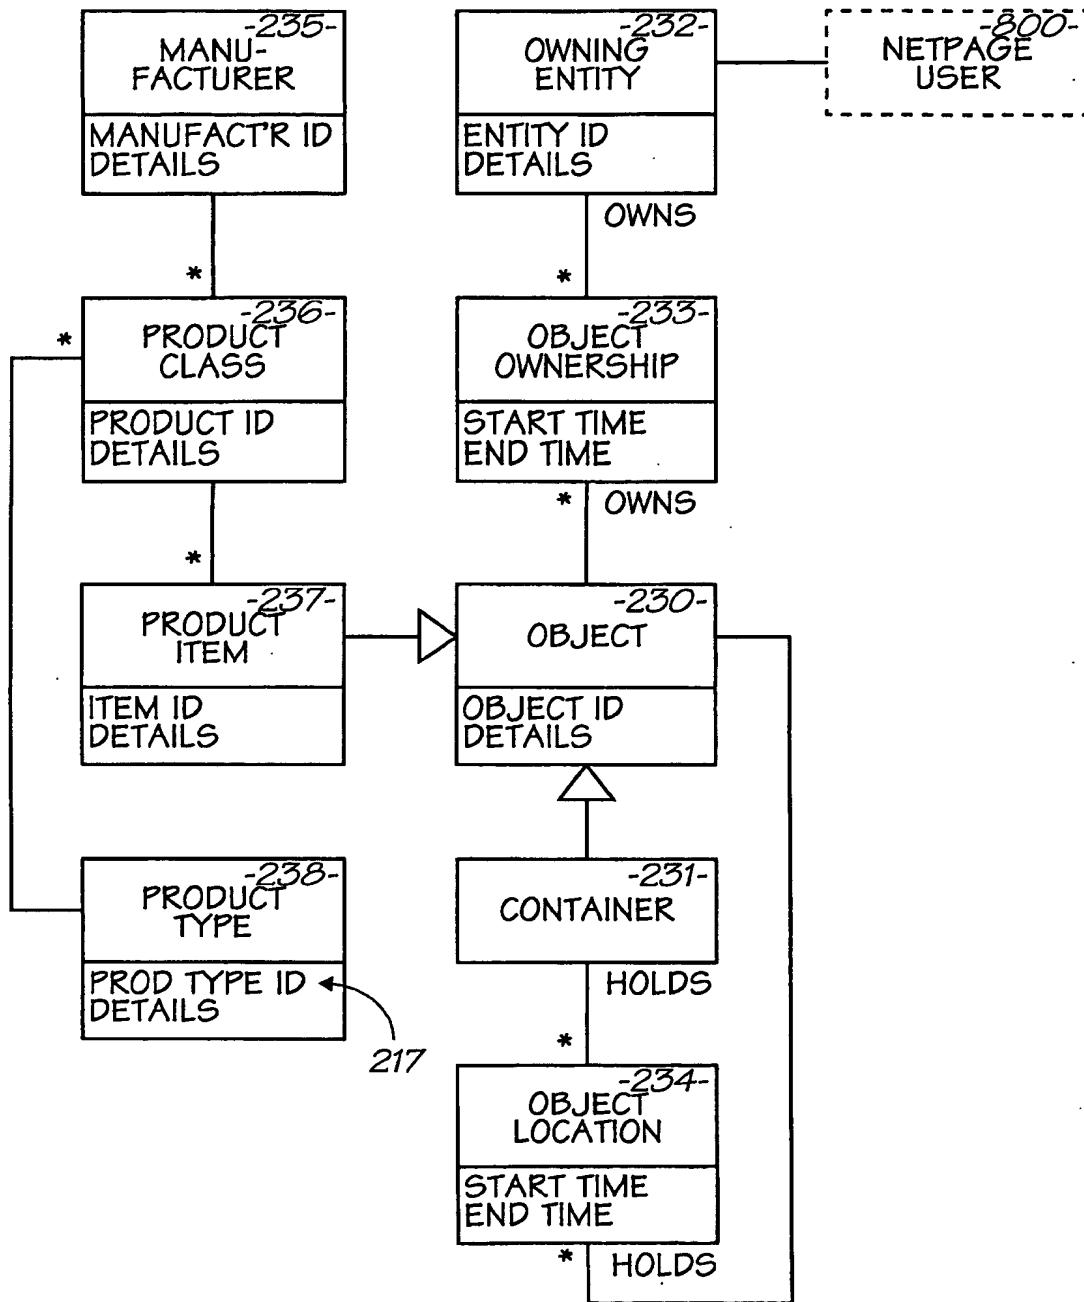 -235-
MANU-
FACTURER
MANUFACT'R ID
DETAILS
-232-
OWNING
ENTITY
ENTITY ID
DETAILS
-800-
NETPAGE
USER
OWNS
*
*
-236-
PRODUCT
CLASS
PRODUCT ID
DETAILS
*
-233-
OBJECT
OWNERSHIP
START TIME
END TIME
* OWNS
*
-237-
PRODUCT
ITEM
ITEM ID
DETAILS
-230-
OBJECT
OBJECT ID
DETAILS
-238-
PRODUCT
TYPE
PROD TYPE ID
DETAILS
217
-231-
CONTAINER
HOLDS
*
-234-
OBJECT
LOCATION
START TIME
END TIME
* HOLDS